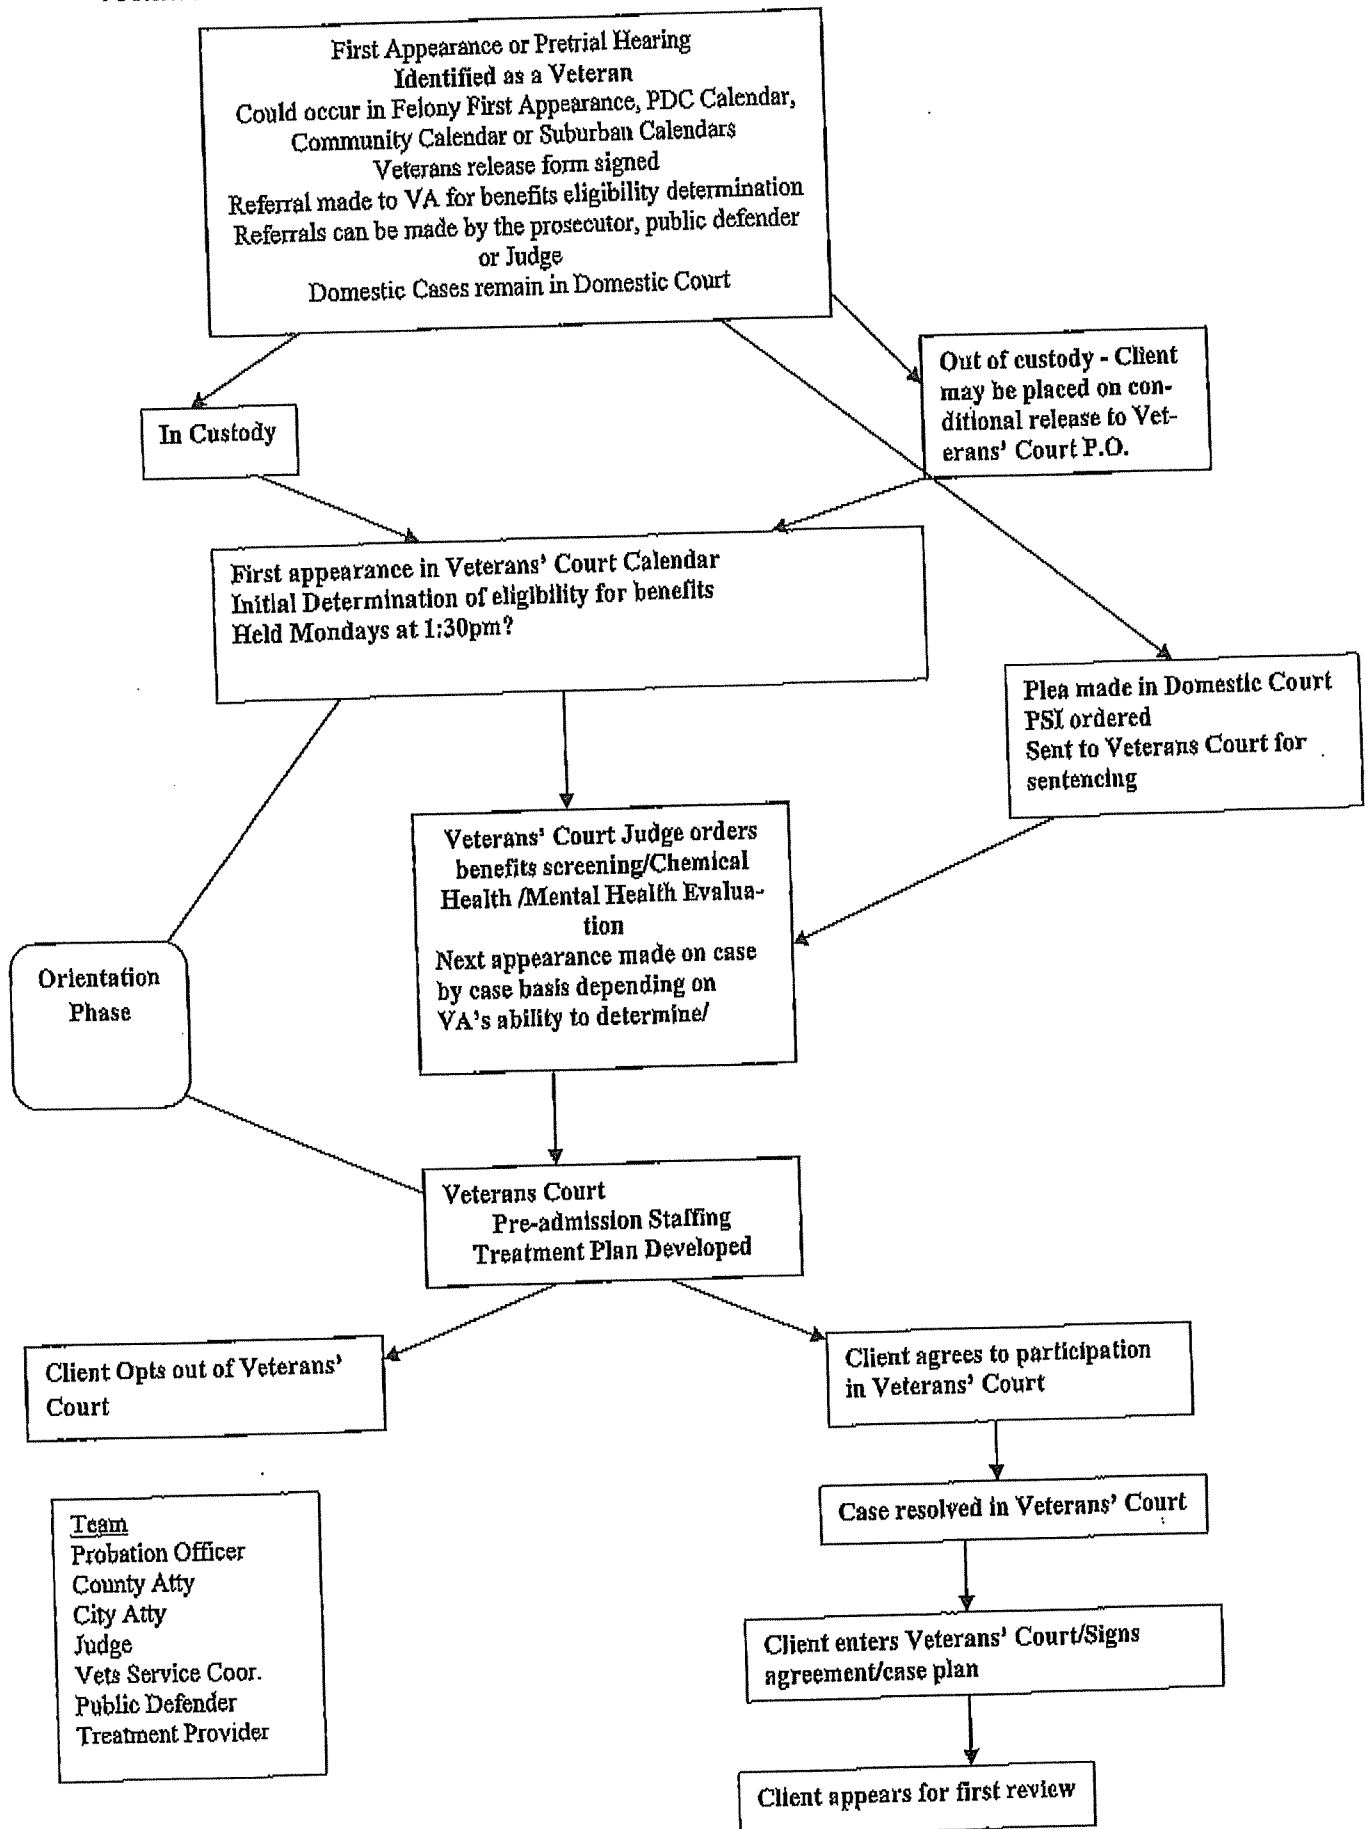 First Appearance or Pretrial Hearing
Identified as a Veteran
Could occur in Felony First Appearance, PDC Calendar,
Community Calendar or Suburban Calendars
Veterans release form signed
Referral made to VA for benefits eligibility determination
Referrals can be made by the prosecutor, public defender
or Judge
Domestic Cases remain in Domestic Court
Out of custody - Client
may be placed on con-
ditional release to Vet-
erans' Court P.O.
In Custody
First appearance in Veterans' Court Calendar
Initial Determination of eligibility for benefits
Held Mondays at 1:30pm?
Plea made in Domestic Court
PSI ordered
Sent to Veterans Court for
sentencing
Veterans' Court Judge orders
benefits screening/Chemical
Health /Mental Health Evalua-
tion
Next appearance made on case
by case basis depending on
VA's ability to determine/
Orientation
Phase
Veterans Court
Pre-admission Staffing
Treatment Plan Developed
Client Opts out of Veterans'
Court
Client agrees to participation
in Veterans' Court
Case resolved in Veterans' Court
Team
Probation Officer
County Atty
City Atty
Judge
Vets Service Coor.
Public Defender
Treatment Provider
Client enters Veterans' Court/Signs
agreement/case plan
Client appears for first review